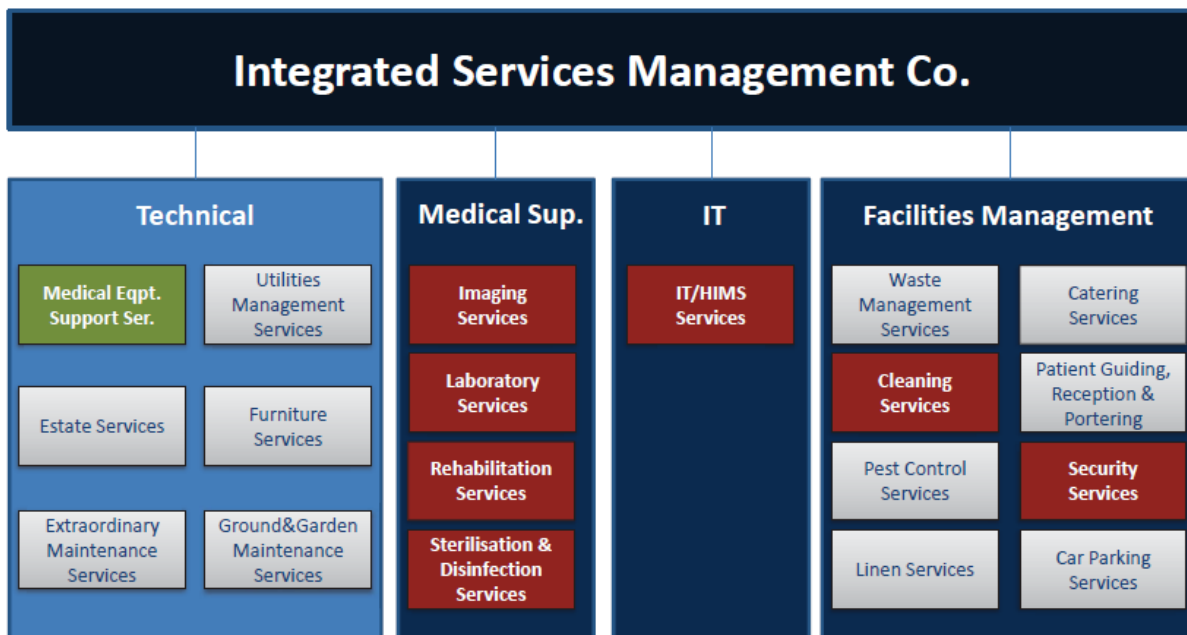 Integrated Services Management Co.
Technical
Medical Eqpt.
Support Ser.
Utilities
Management
Services
Estate Services
Furniture
Services
Extraordinary
Maintenance
Services
Ground&Garden
Maintenance
Services
Medical Sup.
Imaging
Services
Laboratory
Services
Rehabilitation
Services
Sterilisation &
Disinfection
Services
IT
IT/HIMS
Services
Facilities Management
Waste
Management
Services
Catering
Services
Cleaning
Services
Patient Guiding,
Reception &
Portering
Pest Control
Services
Security
Services
Linen Services
Car Parking
Services